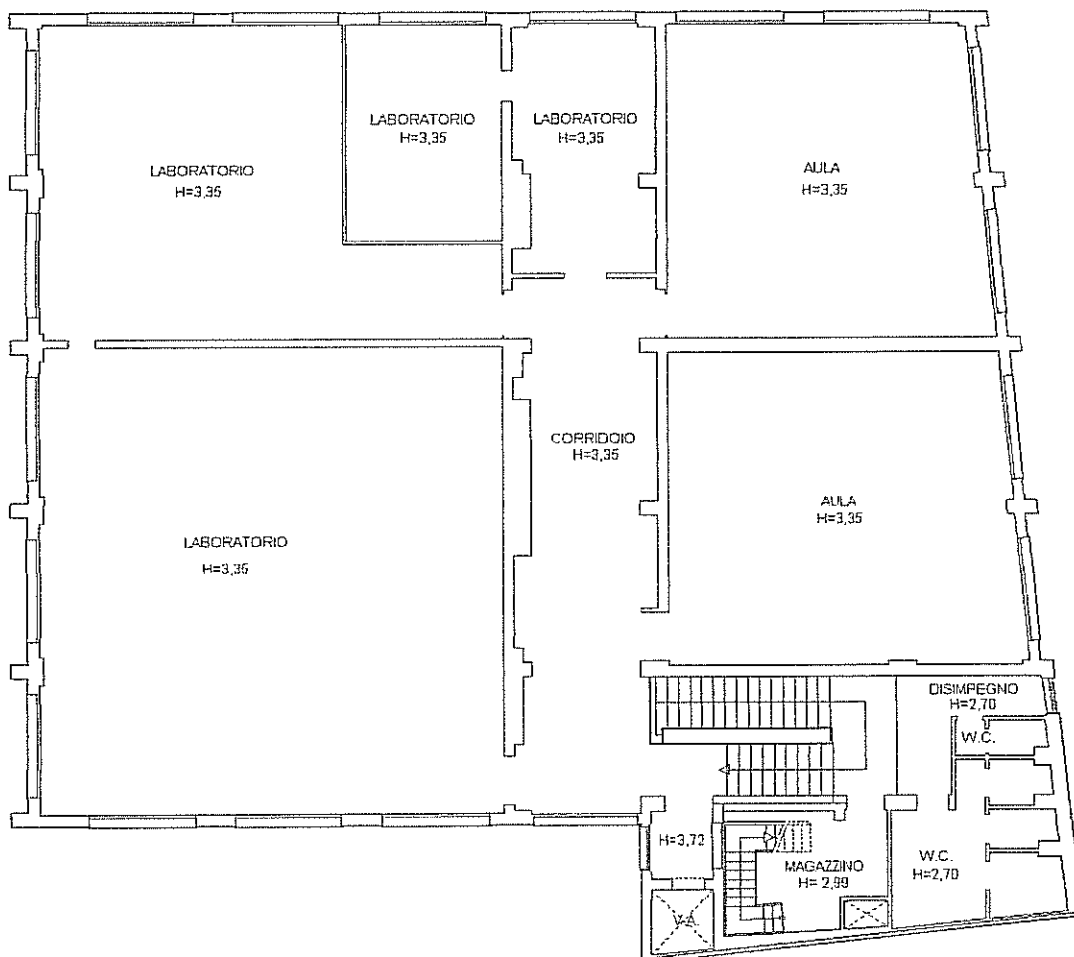 LABORATORIO
H=3,35
LABORATORIO
H=3,35
LABORATORIO
H=3,35
AULA
H=3,35
CORRIDOIO
H=3,35
AULA
H=3,35
LABORATORIO
H=3,35
DISIMPEGNO
H=2,70
W.C.
H=3,72
MAGAZZINO
H= 2,99
W.C.
H=2,70
V.A.